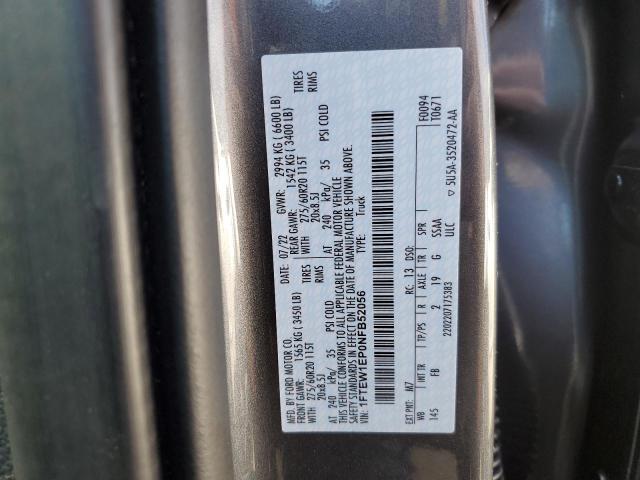 MFD. BY FORD MOTOR CO.
DATE: 07/22 GVWR: 2994 KG ( 6600 LB)
FRONT GAWR: 1565 KG ( 3450 LB) REAR GAWR: 1542 KG ( 3400 LB)
WITH 275/60R20 115T TIRES WITH 275/60R20 115T TIRES
20x8.5J RIMS 20x8.5J RIMS
AT 240 kPa/ 35 PSI COLD AT 240 kPa/ 35 PSI COLD
THIS VEHICLE CONFORMS TO ALL APPLICABLE FEDERAL MOTOR VEHICLE
SAFETY STANDARDS IN EFFECT ON THE DATE OF MANUFACTURE SHOWN ABOVE.
VIN: 1FTEW1EP0NFB52056 TYPE: Truck
F0094
T0671
EXT PNT: M7 RC: 13 DSO:
WB INT TR TP/PS R AXLE TR SPR
145 FB 2 19 G SSAA
2202207175383 ULC
▽ 5U5A-3520472-AA